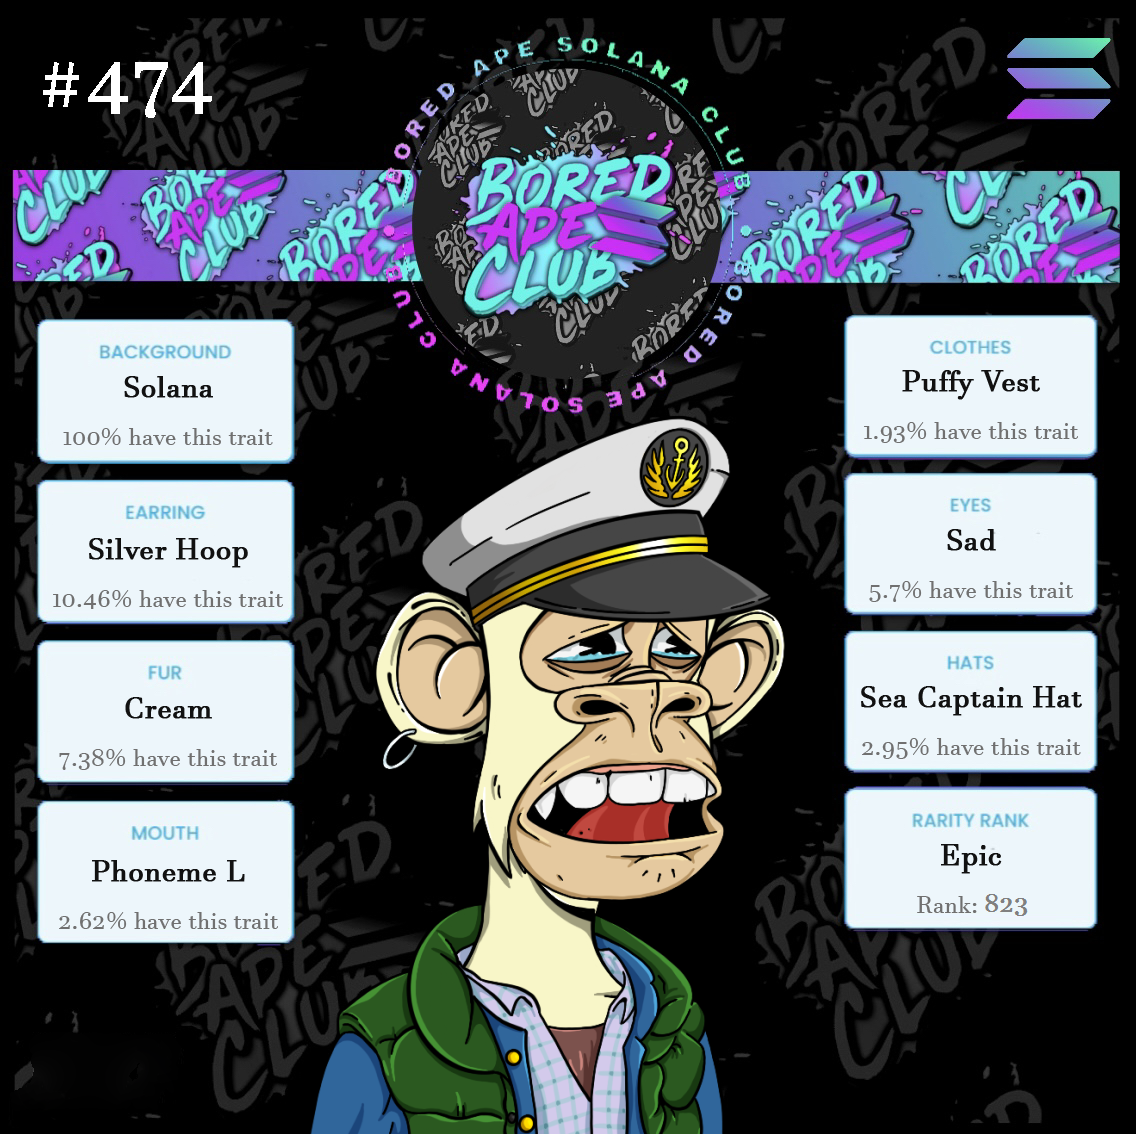 #474
BORED APE SOLANA CLUB
BORED APE SOLANA CLUB
BORED
APE
CLUB
BACKGROUND
Solana
100% have this trait
EARRING
Silver Hoop
10.46% have this trait
FUR
Cream
7.38% have this trait
MOUTH
Phoneme L
2.62% have this trait
CLOTHES
Puffy Vest
1.93% have this trait
EYES
Sad
5.7% have this trait
HATS
Sea Captain Hat
2.95% have this trait
RARITY RANK
Epic
Rank: 823